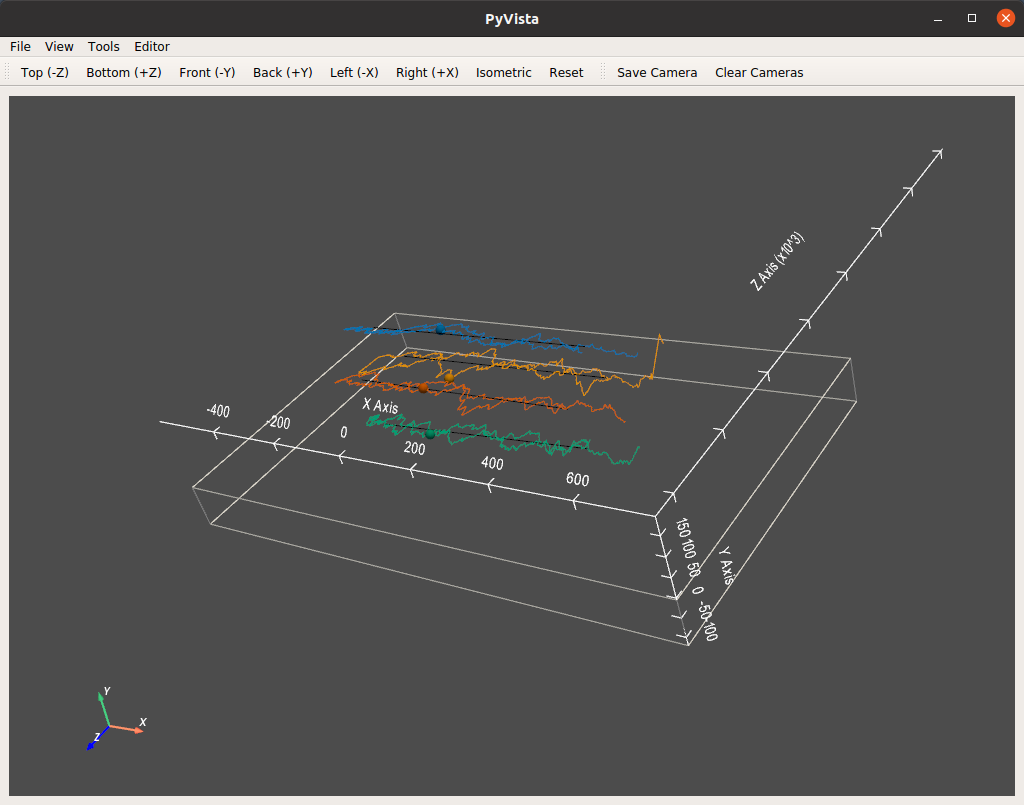 PyVista
File View Tools Editor
Top (-Z) Bottom (+Z) Front (-Y) Back (+Y) Left (-X) Right (+X) Isometric Reset Save Camera Clear Cameras
Z Axis (x10^3)
X Axis
-400 -200 0 200 400 600
150 100 50 0 -50 -100
Y Axis
Y
X
Z